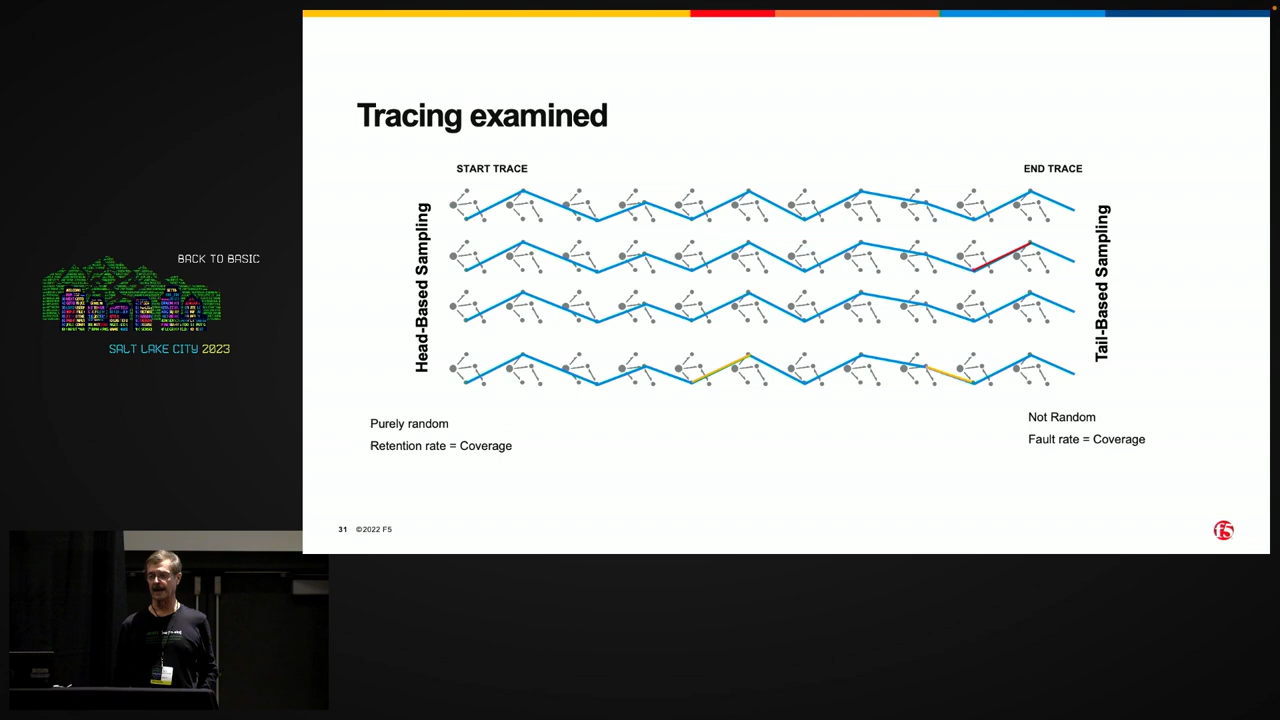 BACK TO BASIC
SALT LAKE CITY 2023
Tracing examined
START TRACE
END TRACE
Head-Based Sampling
Tail-Based Sampling
Purely random
Retention rate = Coverage
Not Random
Fault rate = Coverage
31 ©2022 F5
f5